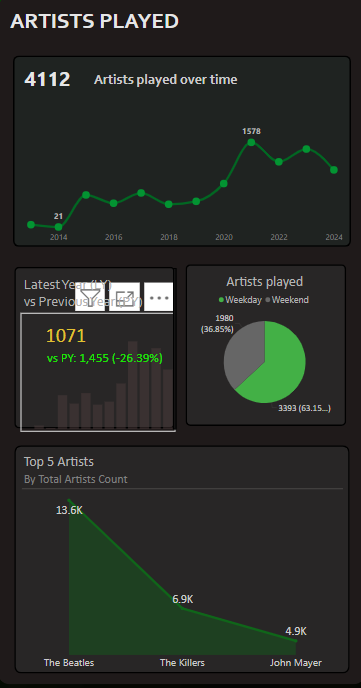 ARTISTS PLAYED
4112 Artists played over time
1578
21
2014 2016 2018 2020 2022 2024
Latest Year (LY)
vs Previous Year (PY)
1071
vs PY: 1,455 (-26.39%)
Artists played
Weekday Weekend
1980
(36.85%)
3393 (63.15...)
Top 5 Artists
By Total Artists Count
13.6K
6.9K
4.9K
The Beatles The Killers John Mayer